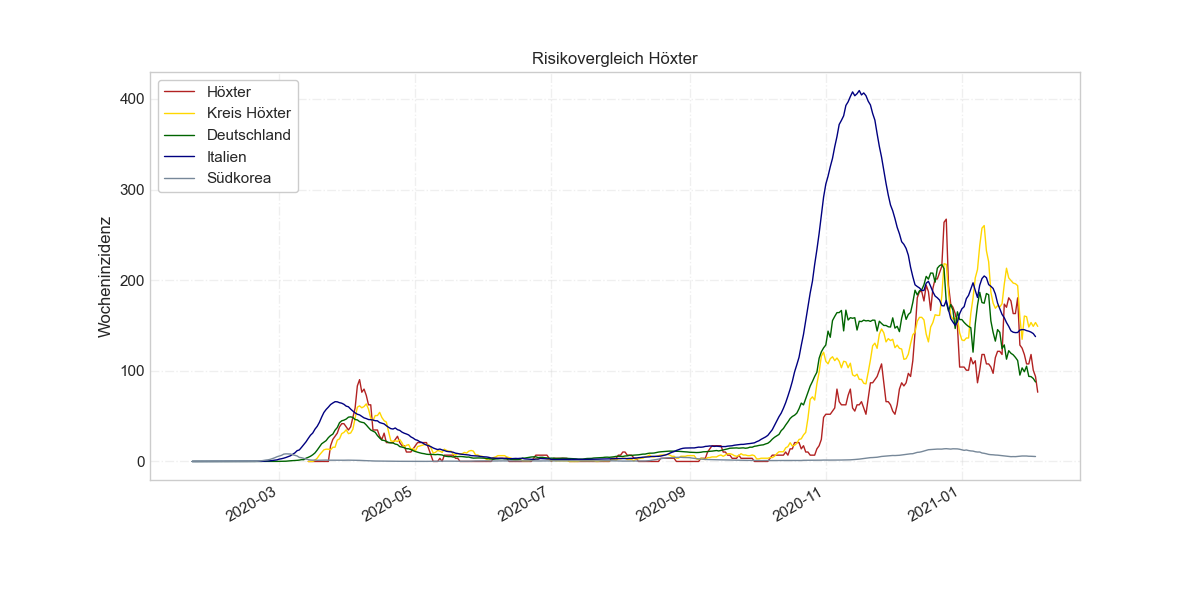 Risikovergleich Höxter
Höxter
Kreis Höxter
Deutschland
Italien
Südkorea
Wocheninzidenz
400
300
200
100
0
2020-03
2020-05
2020-07
2020-09
2020-11
2021-01